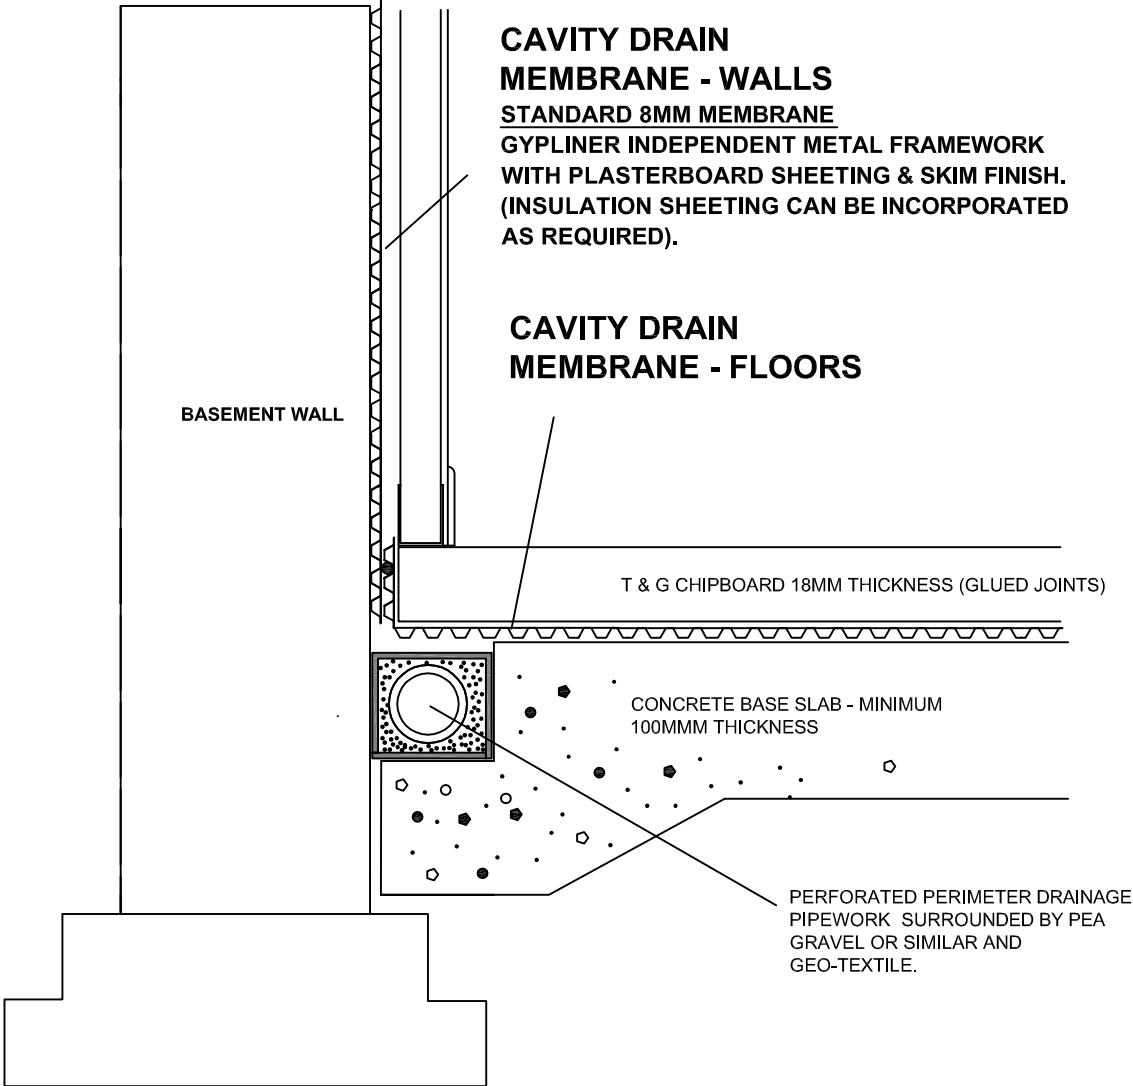 CAVITY DRAIN
MEMBRANE - WALLS
STANDARD 8MM MEMBRANE
GYPLINER INDEPENDENT METAL FRAMEWORK
WITH PLASTERBOARD SHEETING & SKIM FINISH.
(INSULATION SHEETING CAN BE INCORPORATED
AS REQUIRED).
CAVITY DRAIN
MEMBRANE - FLOORS
BASEMENT WALL
T & G CHIPBOARD 18MM THICKNESS (GLUED JOINTS)
CONCRETE BASE SLAB - MINIMUM
100MMM THICKNESS
PERFORATED PERIMETER DRAINAGE
PIPEWORK SURROUNDED BY PEA
GRAVEL OR SIMILAR AND
GEO-TEXTILE.